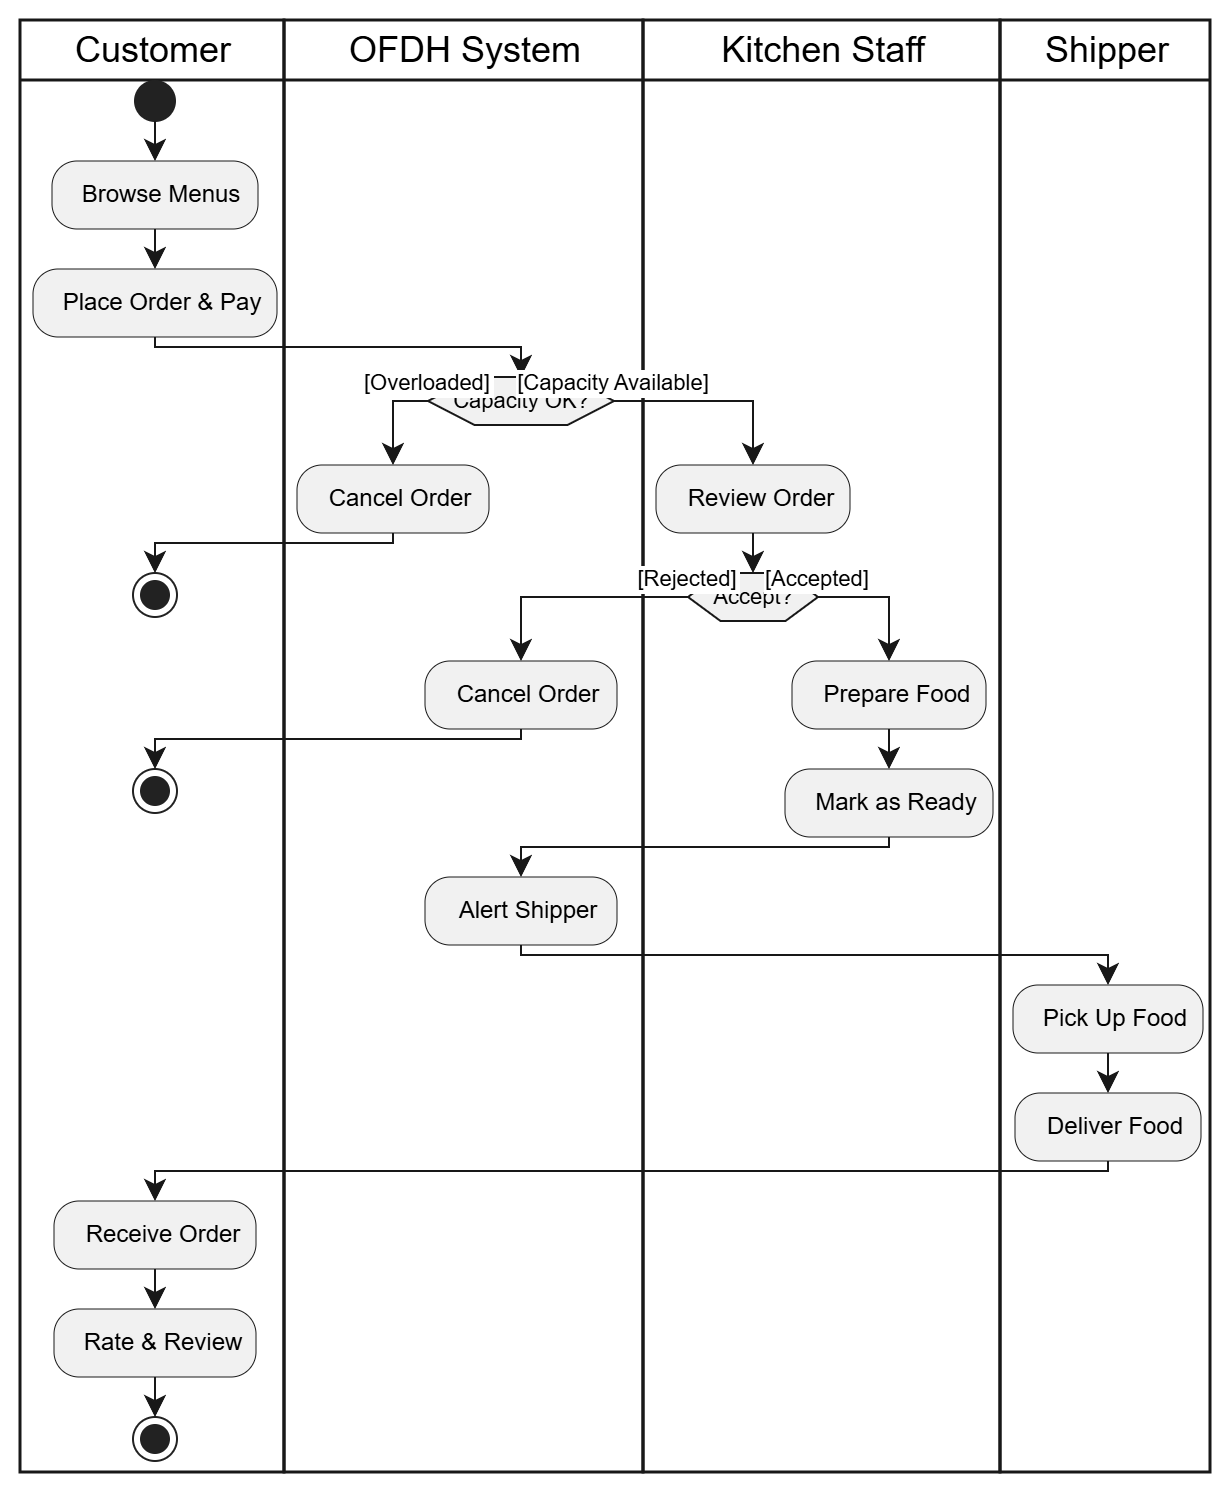 Customer
OFDH System
Kitchen Staff
Shipper
Browse Menus
Place Order & Pay
[Overloaded]
[Capacity Available]
Capacity OK?
Cancel Order
Review Order
[Rejected]
[Accepted]
Accept?
Cancel Order
Prepare Food
Mark as Ready
Alert Shipper
Pick Up Food
Deliver Food
Receive Order
Rate & Review